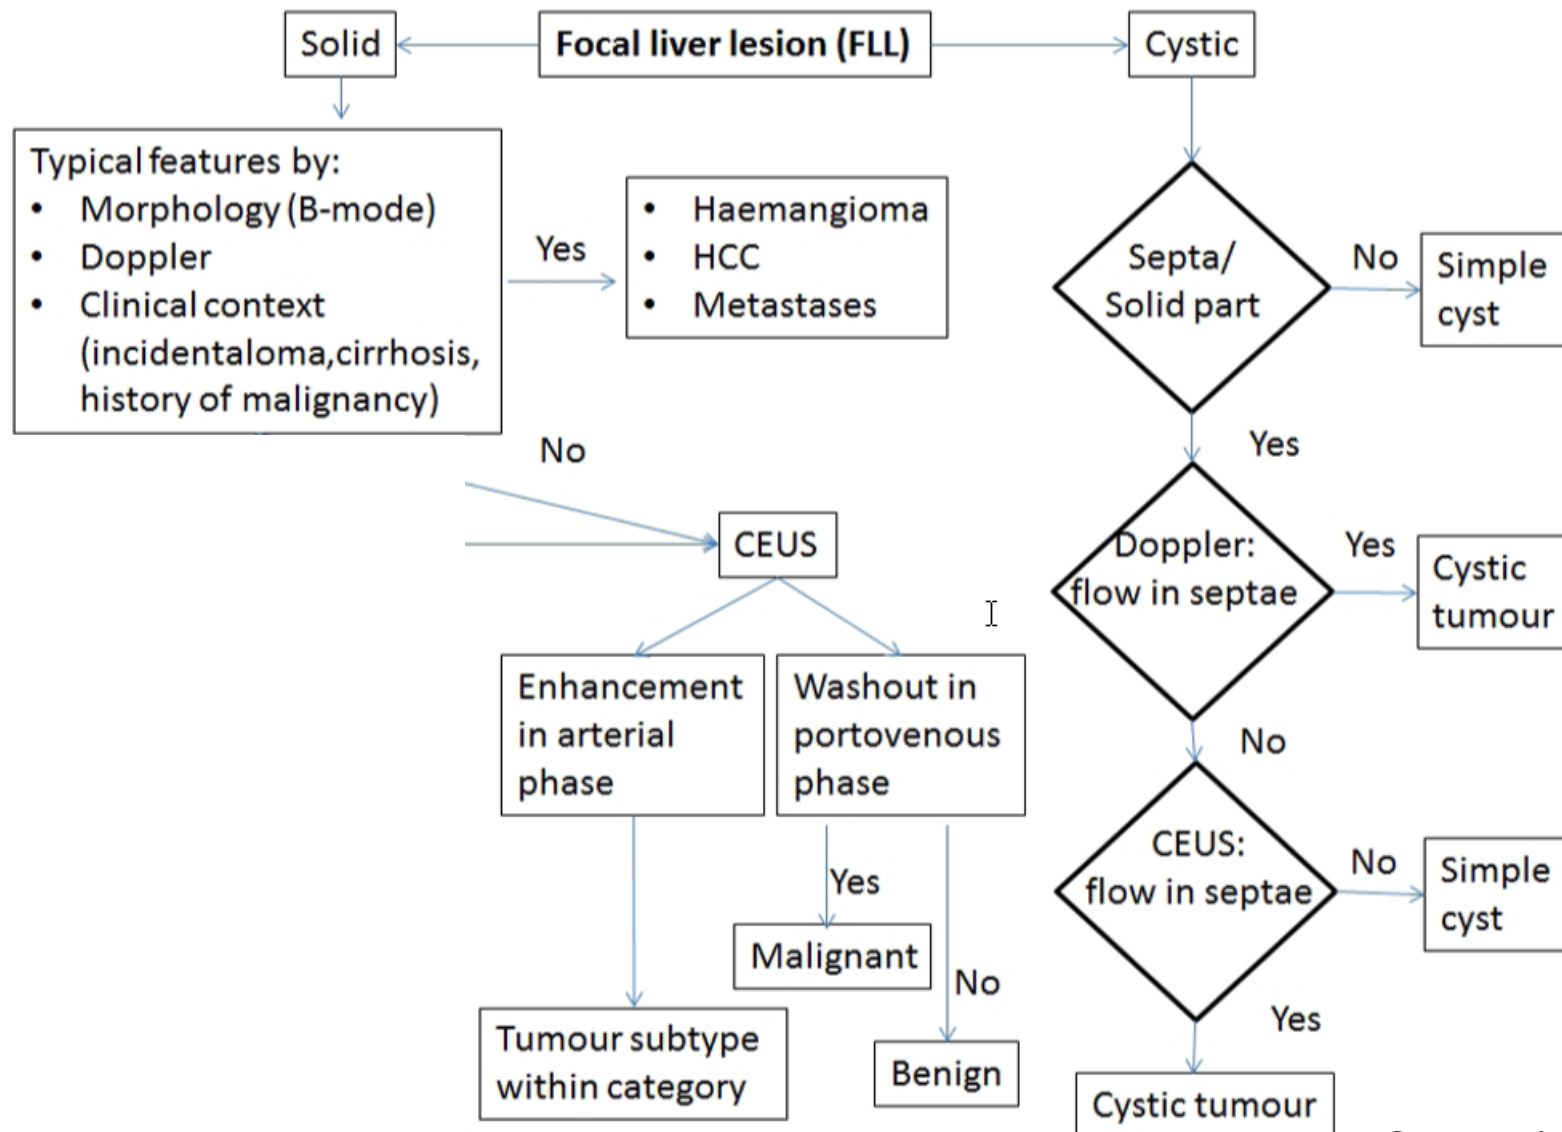 Solid
Focal liver lesion (FLL)
Cystic
Typical features by:
• Morphology (B-mode)
• Doppler
• Clinical context
(incidentaloma,cirrhosis,
history of malignancy)
Yes
• Haemangioma
• HCC
• Metastases
No
CEUS
Enhancement
in arterial
phase
Washout in
portovenous
phase
Yes
Malignant
No
Benign
Tumour subtype
within category
Septa/
Solid part
No
Simple
cyst
Yes
Doppler:
flow in septae
Yes
Cystic
tumour
No
CEUS:
flow in septae
No
Simple
cyst
Yes
Cystic tumour